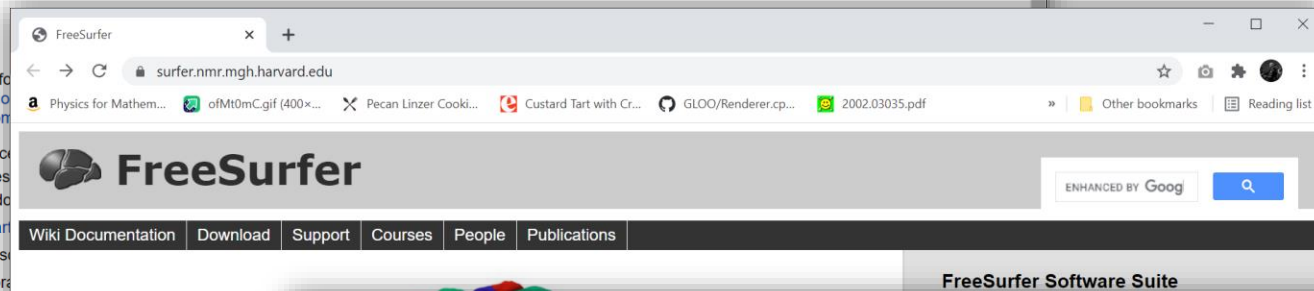 FreeSurfer
surfer.nmr.mgh.harvard.edu
Physics for Mathem... ofMt0mC.gif (400×... Pecan Linzer Cooki... Custard Tart with Cr... GLOO/Renderer.cp... 2002.03035.pdf » Other bookmarks Reading list
FreeSurfer
ENHANCED BY Goog
Wiki Documentation Download Support Courses People Publications
FreeSurfer Software Suite